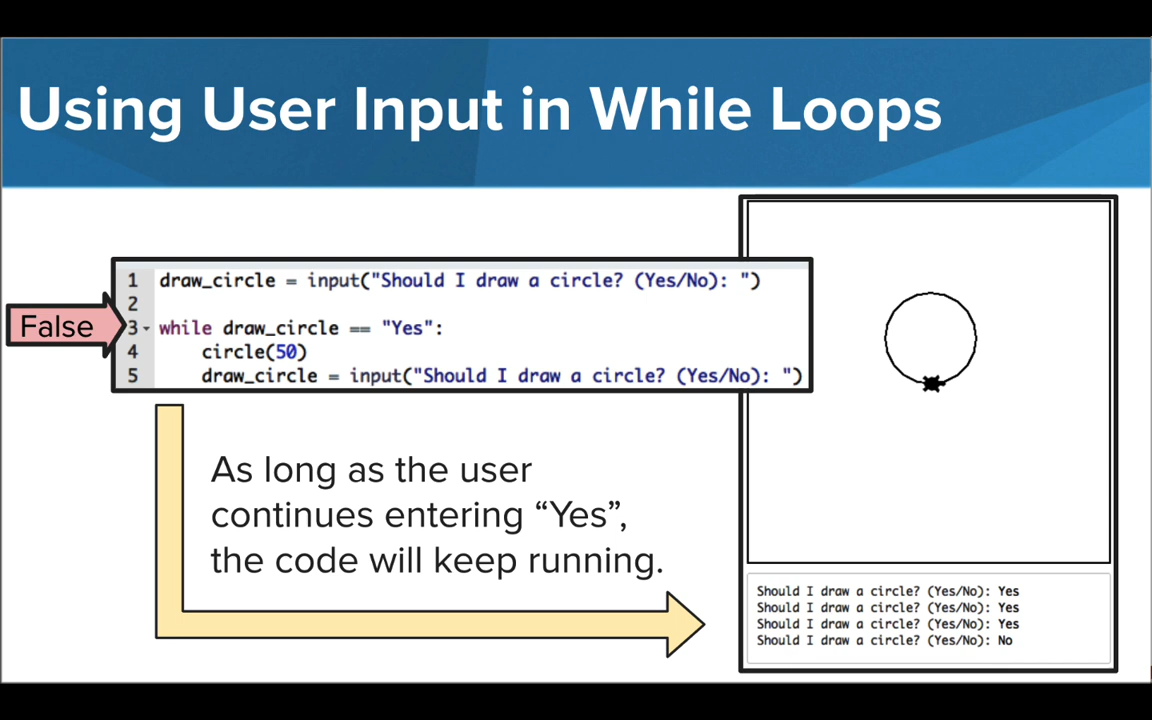 Using User Input in While Loops
1 draw_circle = input("Should I draw a circle? (Yes/No): ")
2
False
3 while draw_circle == "Yes":
4     circle(50)
5     draw_circle = input("Should I draw a circle? (Yes/No): ")
As long as the user
continues entering “Yes”,
the code will keep running.
Should I draw a circle? (Yes/No): Yes
Should I draw a circle? (Yes/No): Yes
Should I draw a circle? (Yes/No): Yes
Should I draw a circle? (Yes/No): No